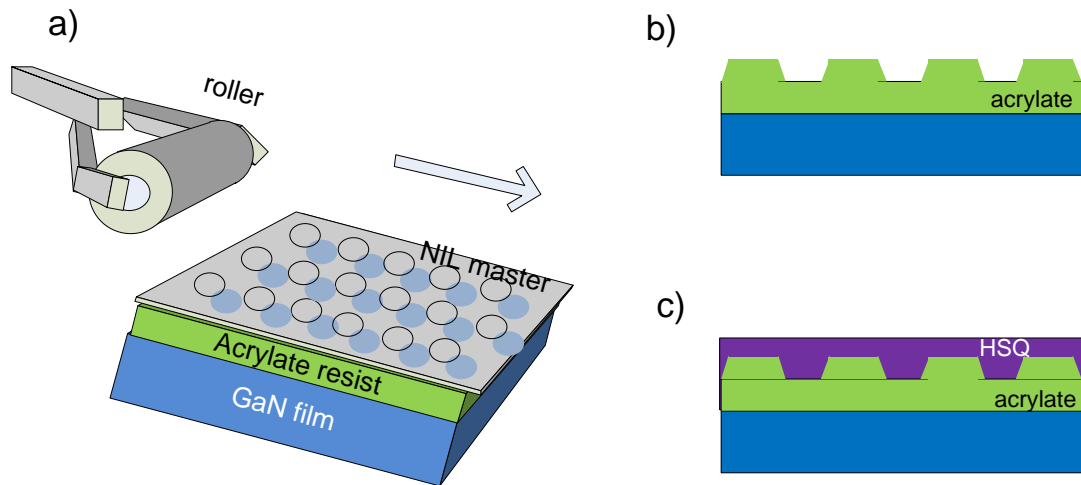 a)
roller
NIL master
Acrylate resist
GaN film
b)
acrylate
c)
HSQ
acrylate